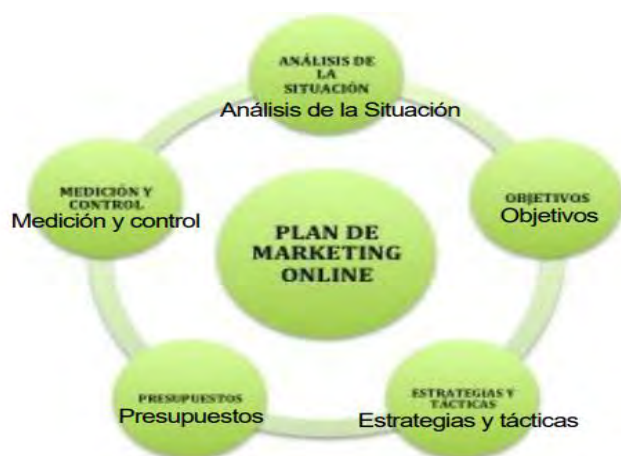 ANÁLISIS DE
LA
SITUACIÓN
Análisis de la Situación
MEDICIÓN Y
CONTROL
Medición y control
OBJETIVOS
Objetivos
PLAN DE
MARKETING
ONLINE
PRESUPUESTOS
Presupuestos
ESTRATEGIAS Y
TÁCTICAS
Estrategias y tácticas